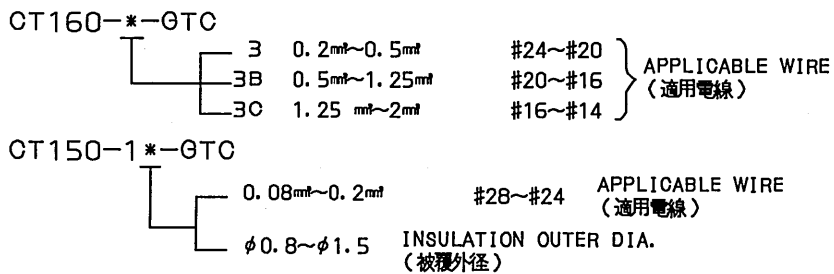 CT160-*-GTC
3 0.2㎟~0.5㎟ #24~#20
3B 0.5㎟~1.25㎟ #20~#16 APPLICABLE WIRE
(適用電線)
3C 1.25 ㎟~2㎟ #16~#14
CT150-1*-GTC
0.08㎟~0.2㎟ #28~#24 APPLICABLE WIRE
(適用電線)
φ0.8~φ1.5 INSULATION OUTER DIA.
(被覆外径)